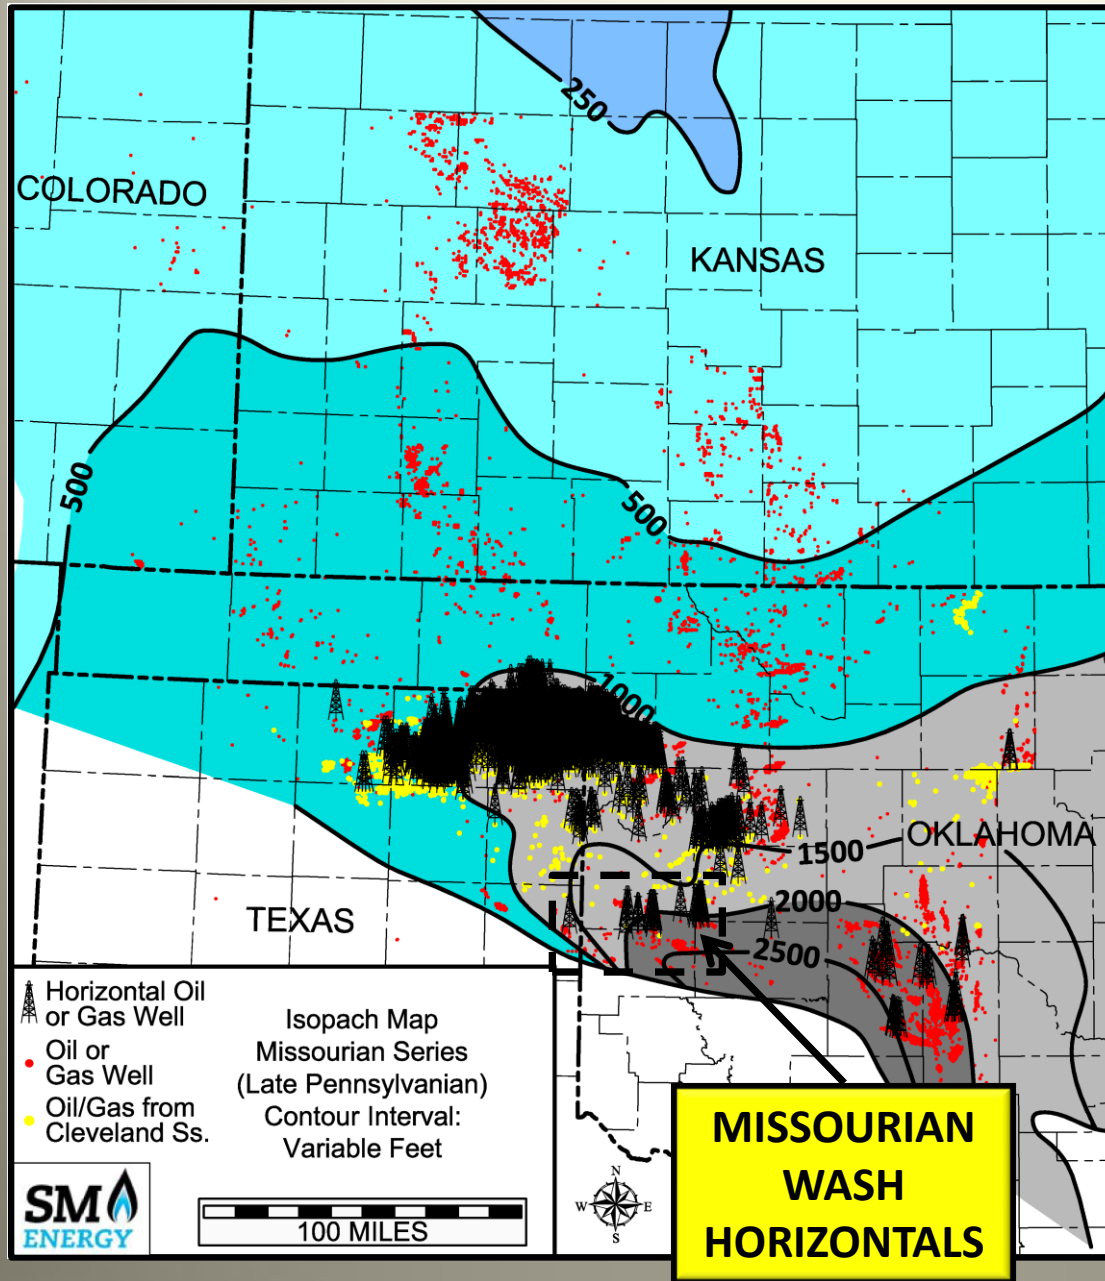 250
COLORADO
KANSAS
500
500
1000
1500
OKLAHOMA
2000
TEXAS
2500
Horizontal Oil
or Gas Well
Oil or
Gas Well
Oil/Gas from
Cleveland Ss.
Isopach Map
Missourian Series
(Late Pennsylvanian)
Contour Interval:
Variable Feet
SM
ENERGY
100 MILES
N
W
E
S
MISSOURIAN
WASH
HORIZONTALS